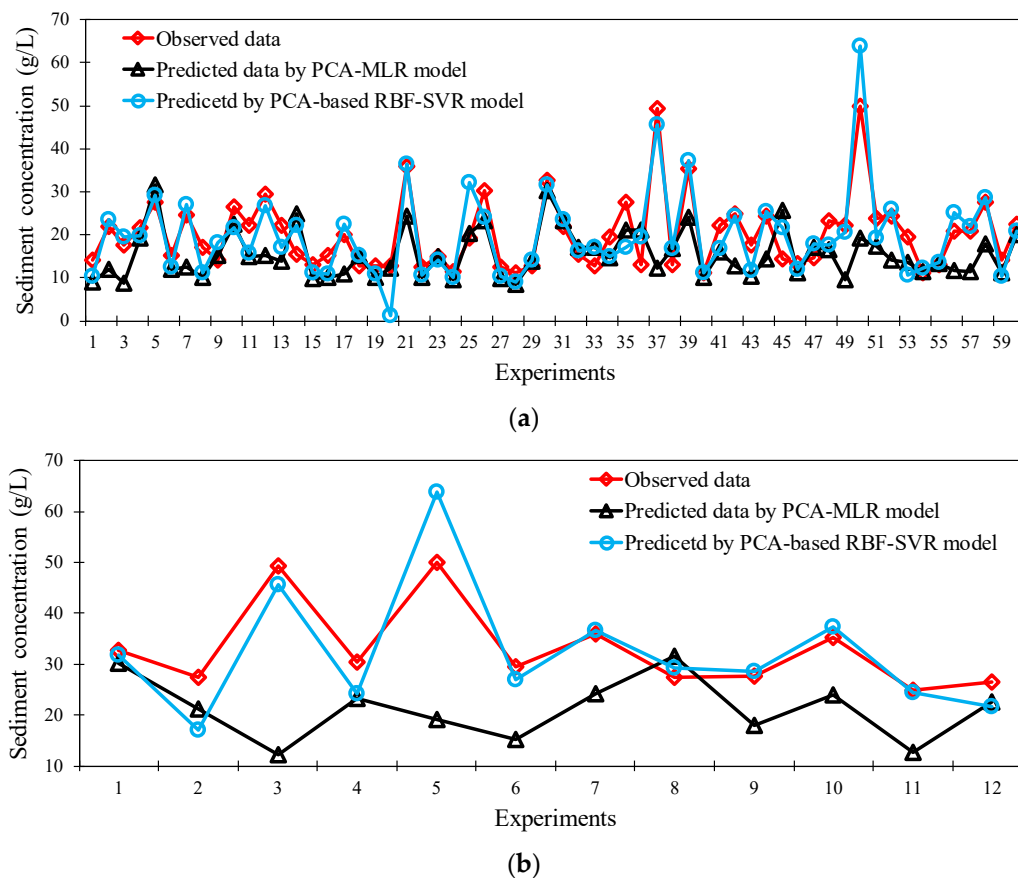 70
60
50
40
30
20
10
0
Sediment concentration (g/L)
Observed data
Predicted data by PCA-MLR model
Predicetd by PCA-based RBF-SVR model
1 3 5 7 9 11 13 15 17 19 21 23 25 27 29 31 33 35 37 39 41 43 45 47 49 51 53 55 57 59
Experiments
(a)
70
60
50
40
30
20
10
Sediment concentration (g/L)
Observed data
Predicted data by PCA-MLR model
Predicetd by PCA-based RBF-SVR model
1 2 3 4 5 6 7 8 9 10 11 12
Experiments
(b)